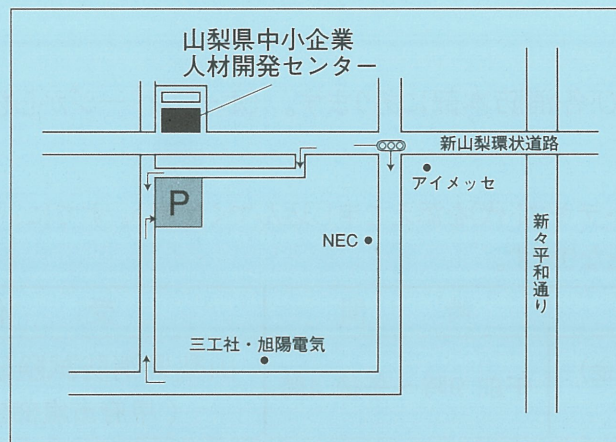 山梨県中小企業
人材開発センター
新山梨環状道路
アイメッセ
P
NEC
新々平和通り
三工社・旭陽電気